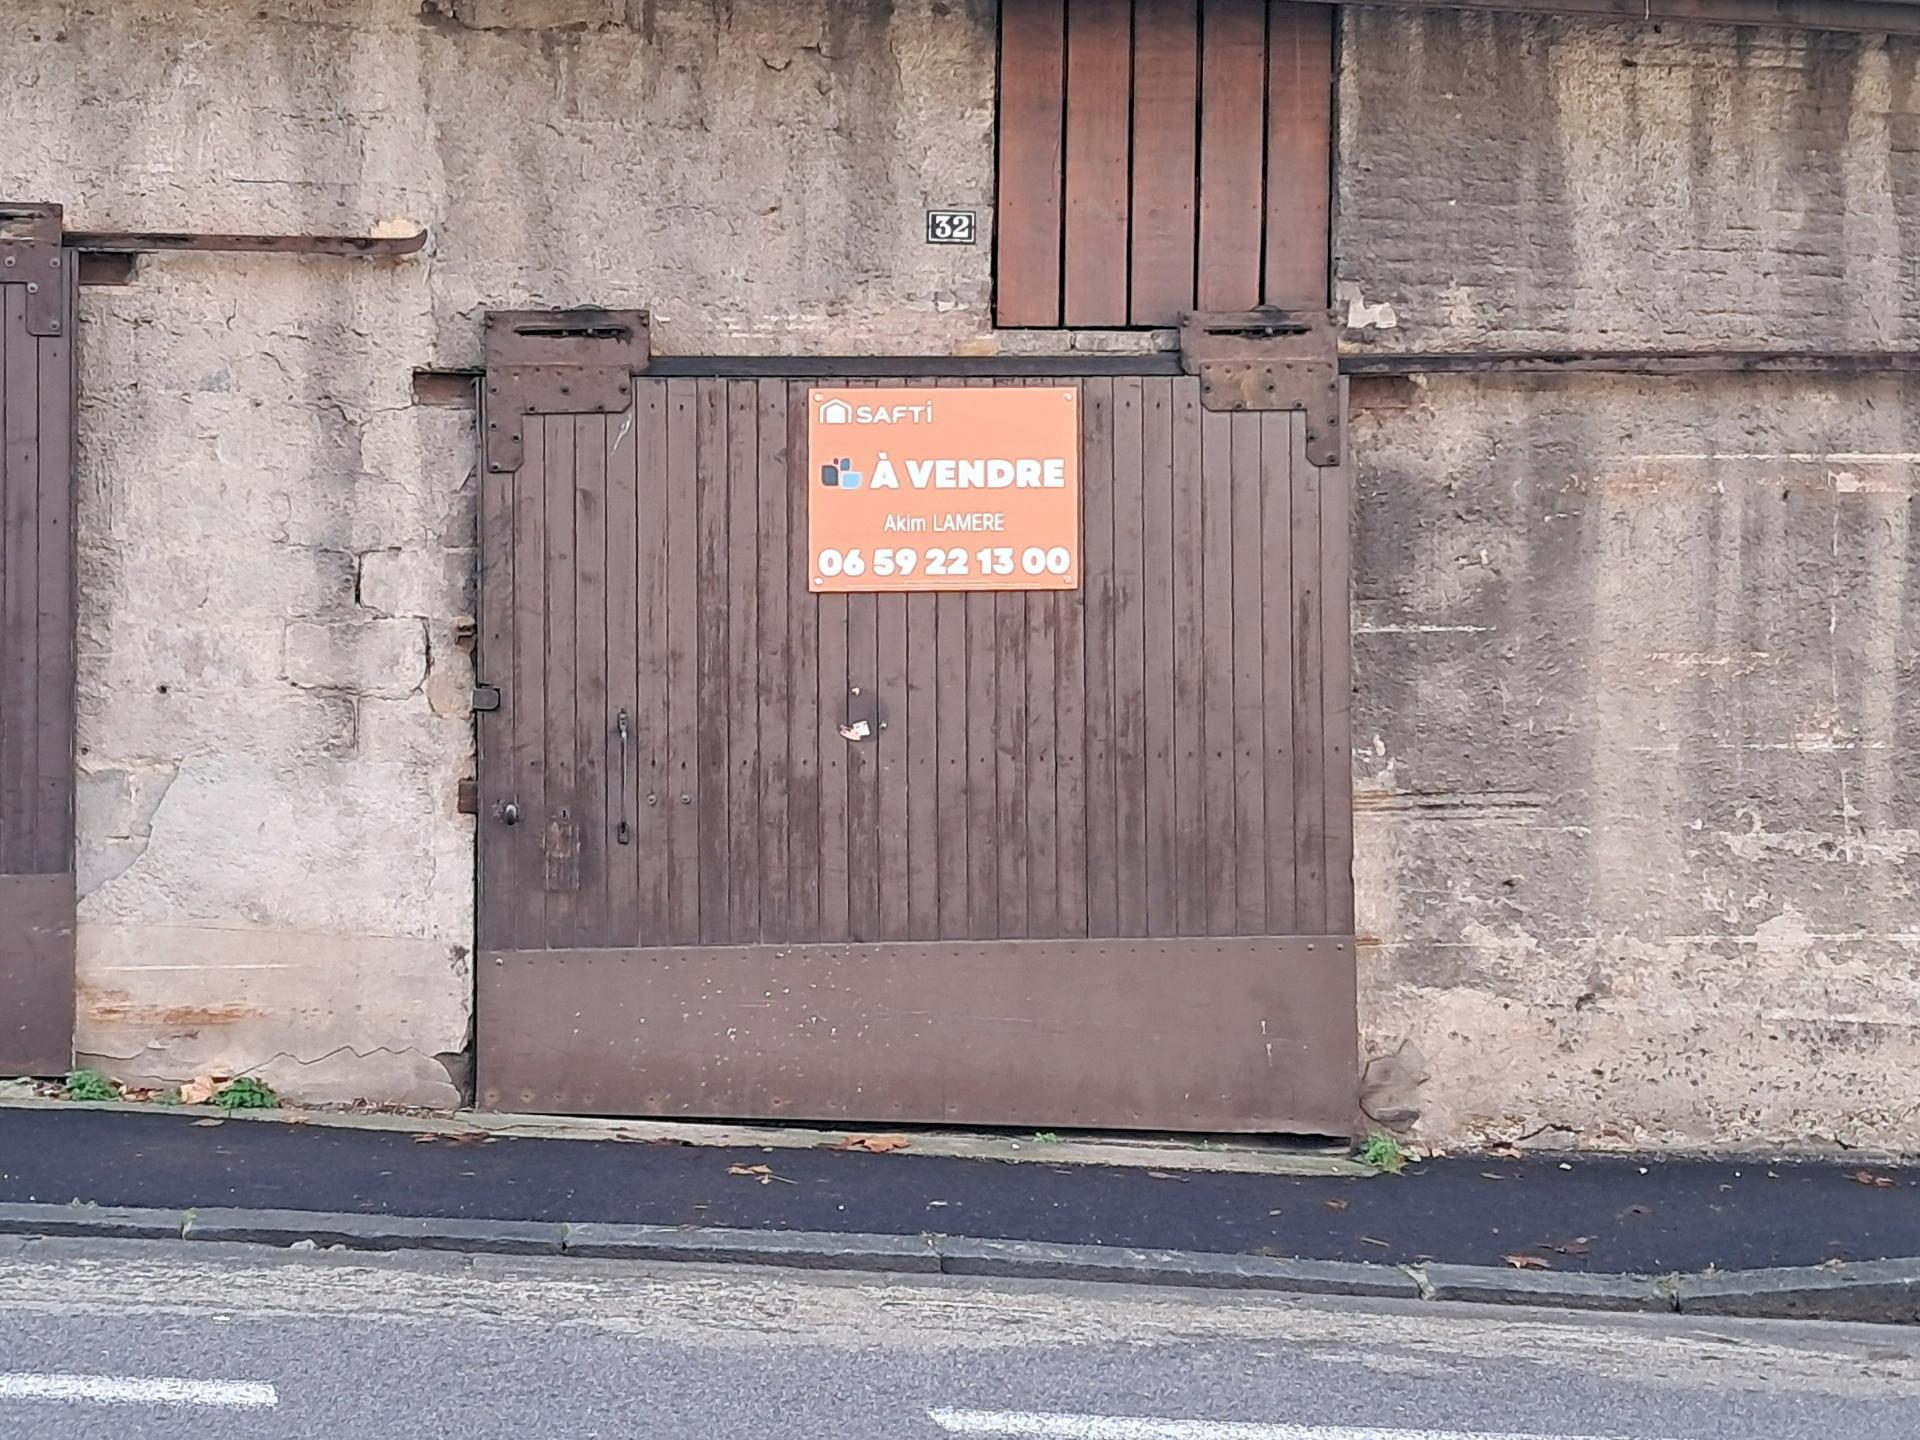 32
SAFTi
À VENDRE
Akim LAMERE
06 59 22 13 00